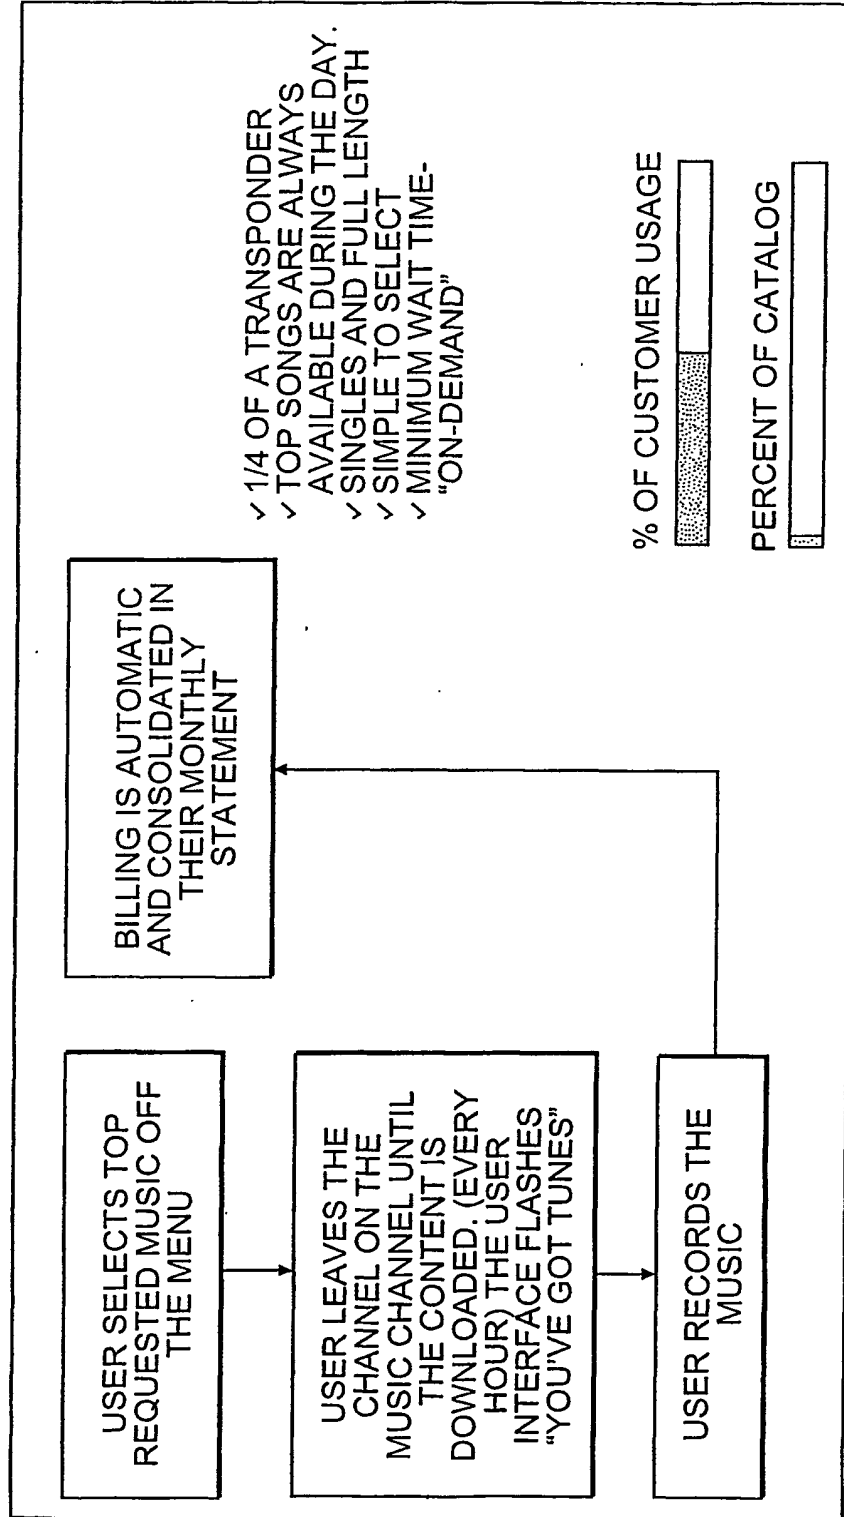 USER SELECTS TOP
REQUESTED MUSIC OFF
THE MENU
USER LEAVES THE
CHANNEL ON THE
MUSIC CHANNEL UNTIL
THE CONTENT IS
DOWNLOADED. (EVERY
HOUR) THE USER
INTERFACE FLASHES
“YOU'VE GOT TUNES”
USER RECORDS THE
MUSIC
BILLING IS AUTOMATIC
AND CONSOLIDATED IN
THEIR MONTHLY
STATEMENT
✓ 1/4 OF A TRANSPONDER
✓ TOP SONGS ARE ALWAYS
AVAILABLE DURING THE DAY.
✓ SINGLES AND FULL LENGTH
✓ SIMPLE TO SELECT
✓ MINIMUM WAIT TIME-
“ON-DEMAND”
% OF CUSTOMER USAGE
PERCENT OF CATALOG